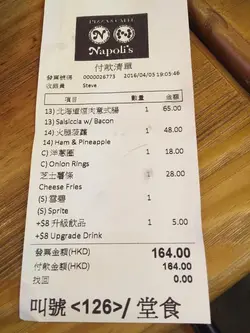 PIZZA & CAFE
Napoli's
付款清單
發票號碼 0000026773 2016/04/05 19:05:46
收銀員 Steve
項目 數量 金額
13) 北海道煙肉意式腸 1 65.00
13) Salsiccia w/ Bacon
14) 火腿菠蘿 1 48.00
14) Ham & Pineapple
C) 洋蔥圈 1 18.00
C) Onion Rings
芝士薯條 1 28.00
Cheese Fries
(S) 雪碧 1
(S) Sprite
+$8 升級飲品 1 5.00
+$8 Upgrade Drink
發票金額(HKD) 164.00
付款金額(HKD) 164.00
找回 0.00
叫號 <126>/ 堂食